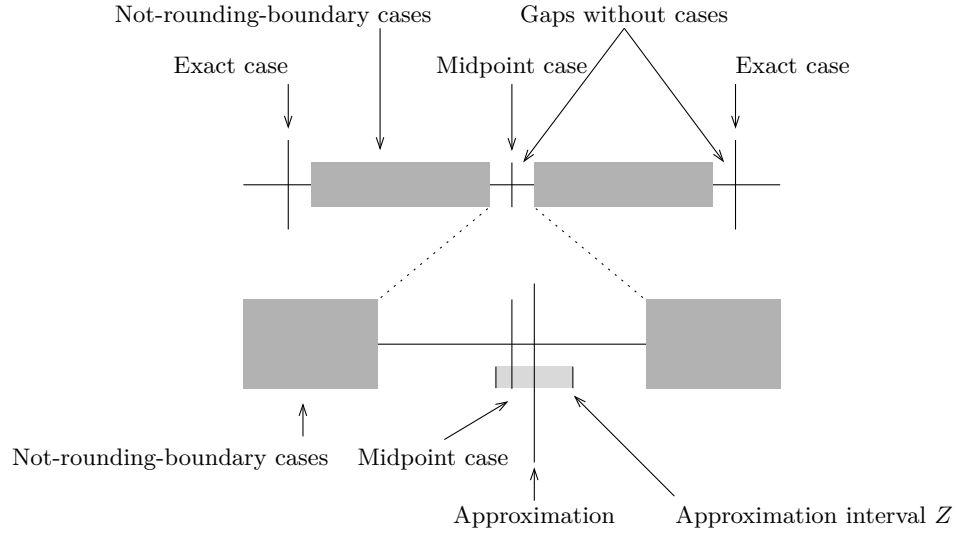 Not-rounding-boundary cases
Gaps without cases
Exact case
Midpoint case
Exact case
Not-rounding-boundary cases
Midpoint case
Approximation
Approximation interval Z